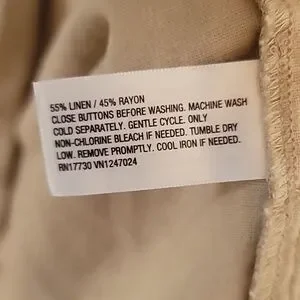 55% LINEN / 45% RAYON
CLOSE BUTTONS BEFORE WASHING. MACHINE WASH
COLD SEPARATELY. GENTLE CYCLE. ONLY
NON-CHLORINE BLEACH IF NEEDED. TUMBLE DRY
LOW. REMOVE PROMPTLY. COOL IRON IF NEEDED.
RN17730 VN1247024